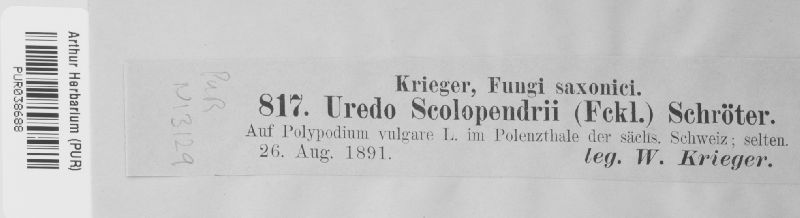 Arthur Herbarium (PUR)
PUR038688
PuR
N13129
Krieger, Fungi saxonici.
817. Uredo Scolopendrii (Fckl.) Schröter.
Auf Polypodium vulgare L. im Polenzthale der sächs. Schweiz; selten.
26. Aug. 1891.
leg. W. Krieger.